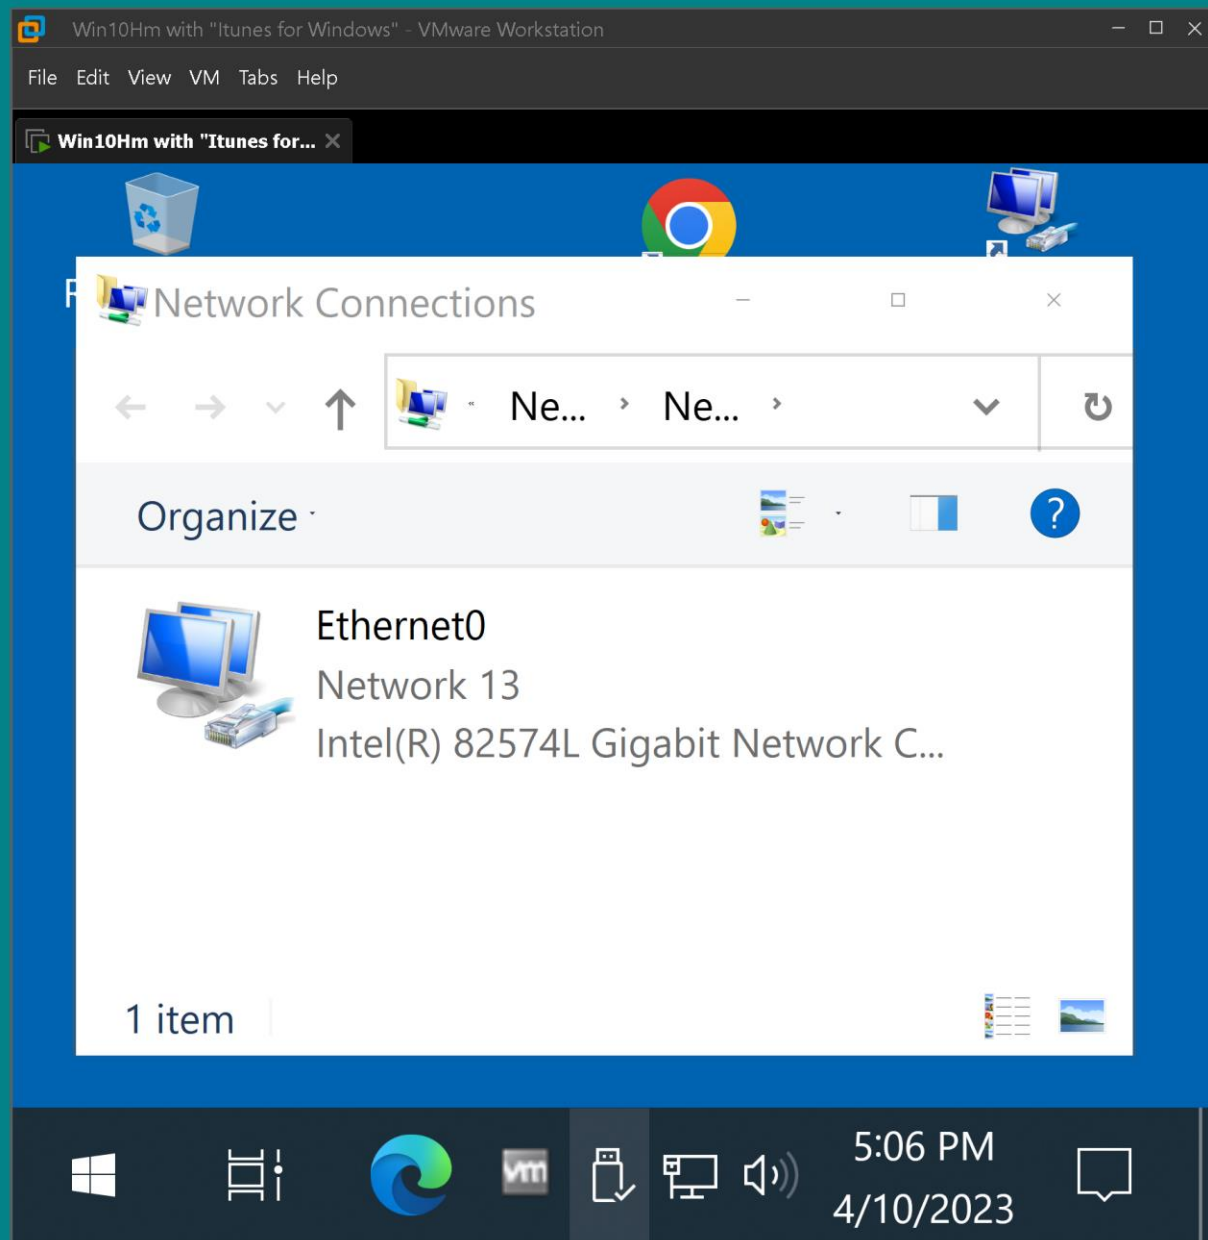 Win10Hm with "Itunes for Windows" - VMware Workstation
File Edit View VM Tabs Help
Win10Hm with "Itunes for...
Network Connections
Ne... Ne...
Organize
?
Ethernet0
Network 13
Intel(R) 82574L Gigabit Network C...
1 item
vm
5:06 PM
4/10/2023